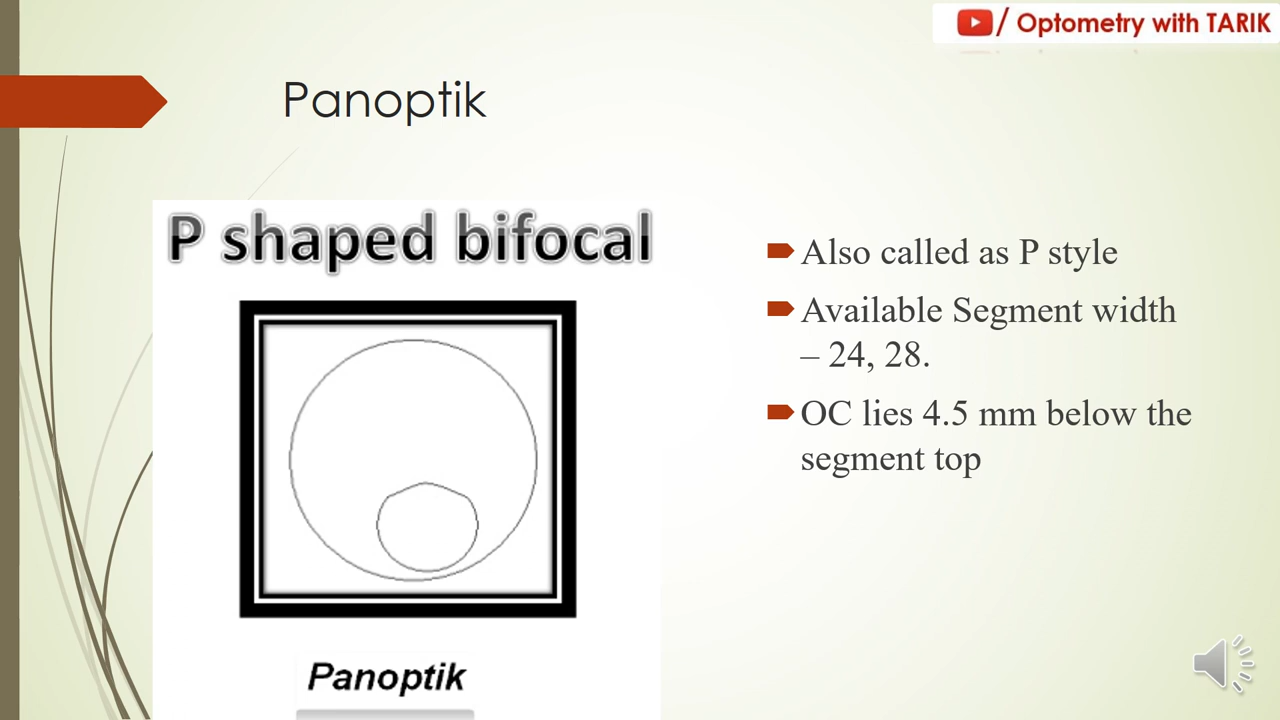 / Optometry with TARIK
Panoptik
P shaped bifocal
Panoptik
Also called as P style
Available Segment width
– 24, 28.
OC lies 4.5 mm below the
segment top